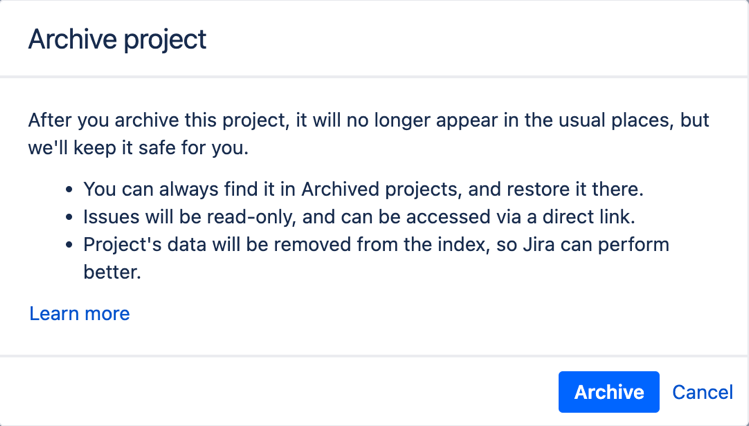 Archive project
After you archive this project, it will no longer appear in the usual places, but
we'll keep it safe for you.
• You can always find it in Archived projects, and restore it there.
• Issues will be read-only, and can be accessed via a direct link.
• Project's data will be removed from the index, so Jira can perform
better.
Learn more
Archive Cancel